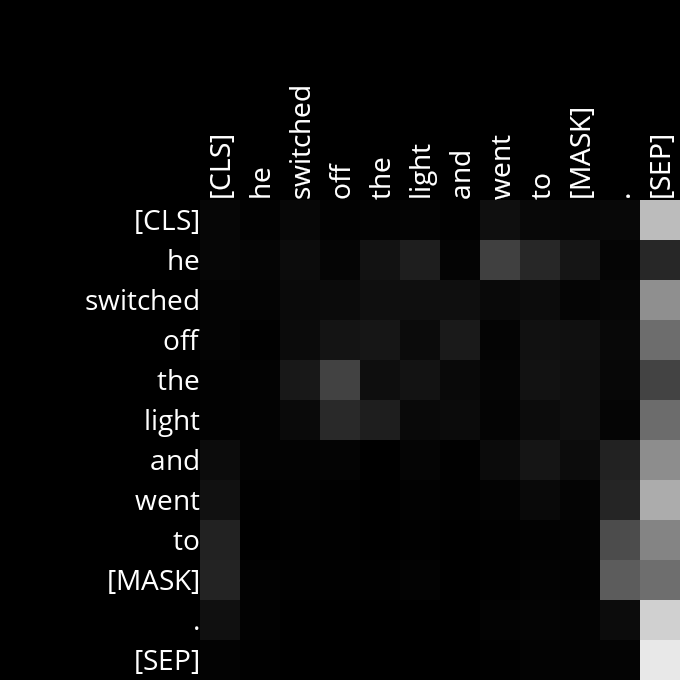 [CLS] he switched off the light and went to [MASK] . [SEP]
[CLS]
he
switched
off
the
light
and
went
to
[MASK]
.
[SEP]